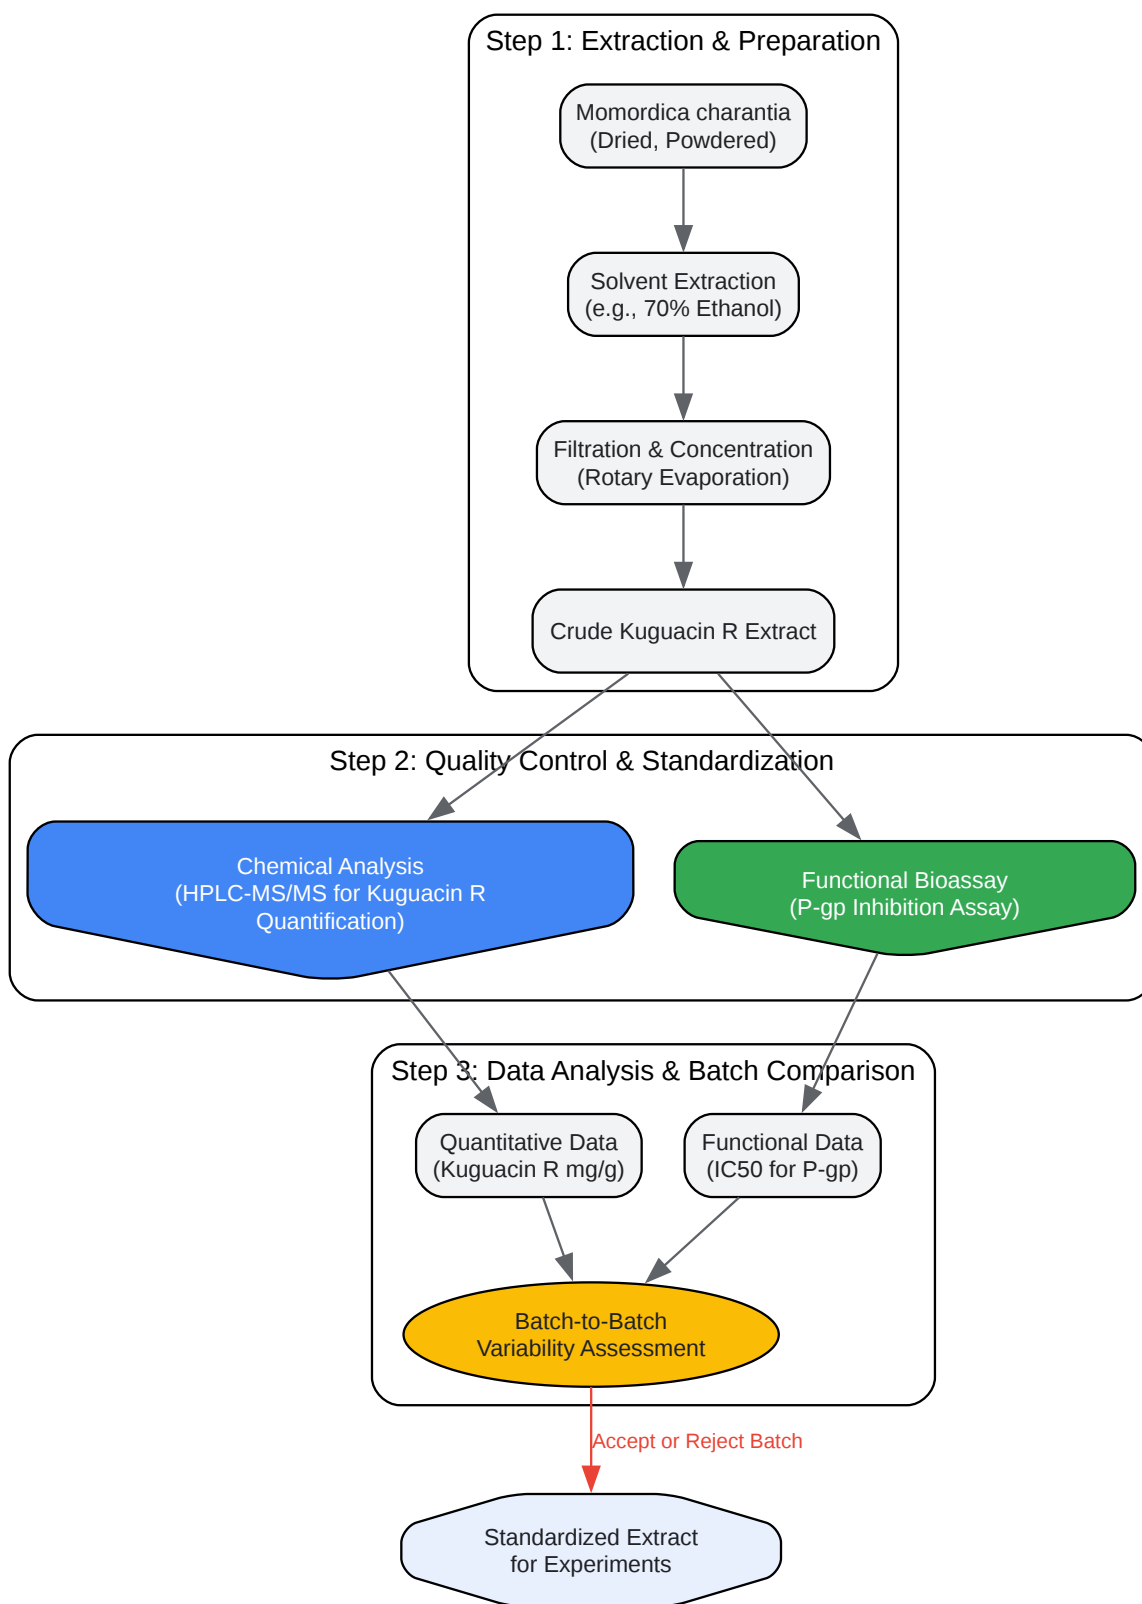 Step 1: Extraction & Preparation
Momordica charantia
(Dried, Powdered)
Solvent Extraction
(e.g., 70% Ethanol)
Filtration & Concentration
(Rotary Evaporation)
Crude Kuguacin R Extract
Step 2: Quality Control & Standardization
Chemical Analysis
(HPLC-MS/MS for Kuguacin R
Quantification)
Functional Bioassay
(P-gp Inhibition Assay)
Step 3: Data Analysis & Batch Comparison
Quantitative Data
(Kuguacin R mg/g)
Functional Data
(IC50 for P-gp)
Batch-to-Batch
Variability Assessment
Accept or Reject Batch
Standardized Extract
for Experiments